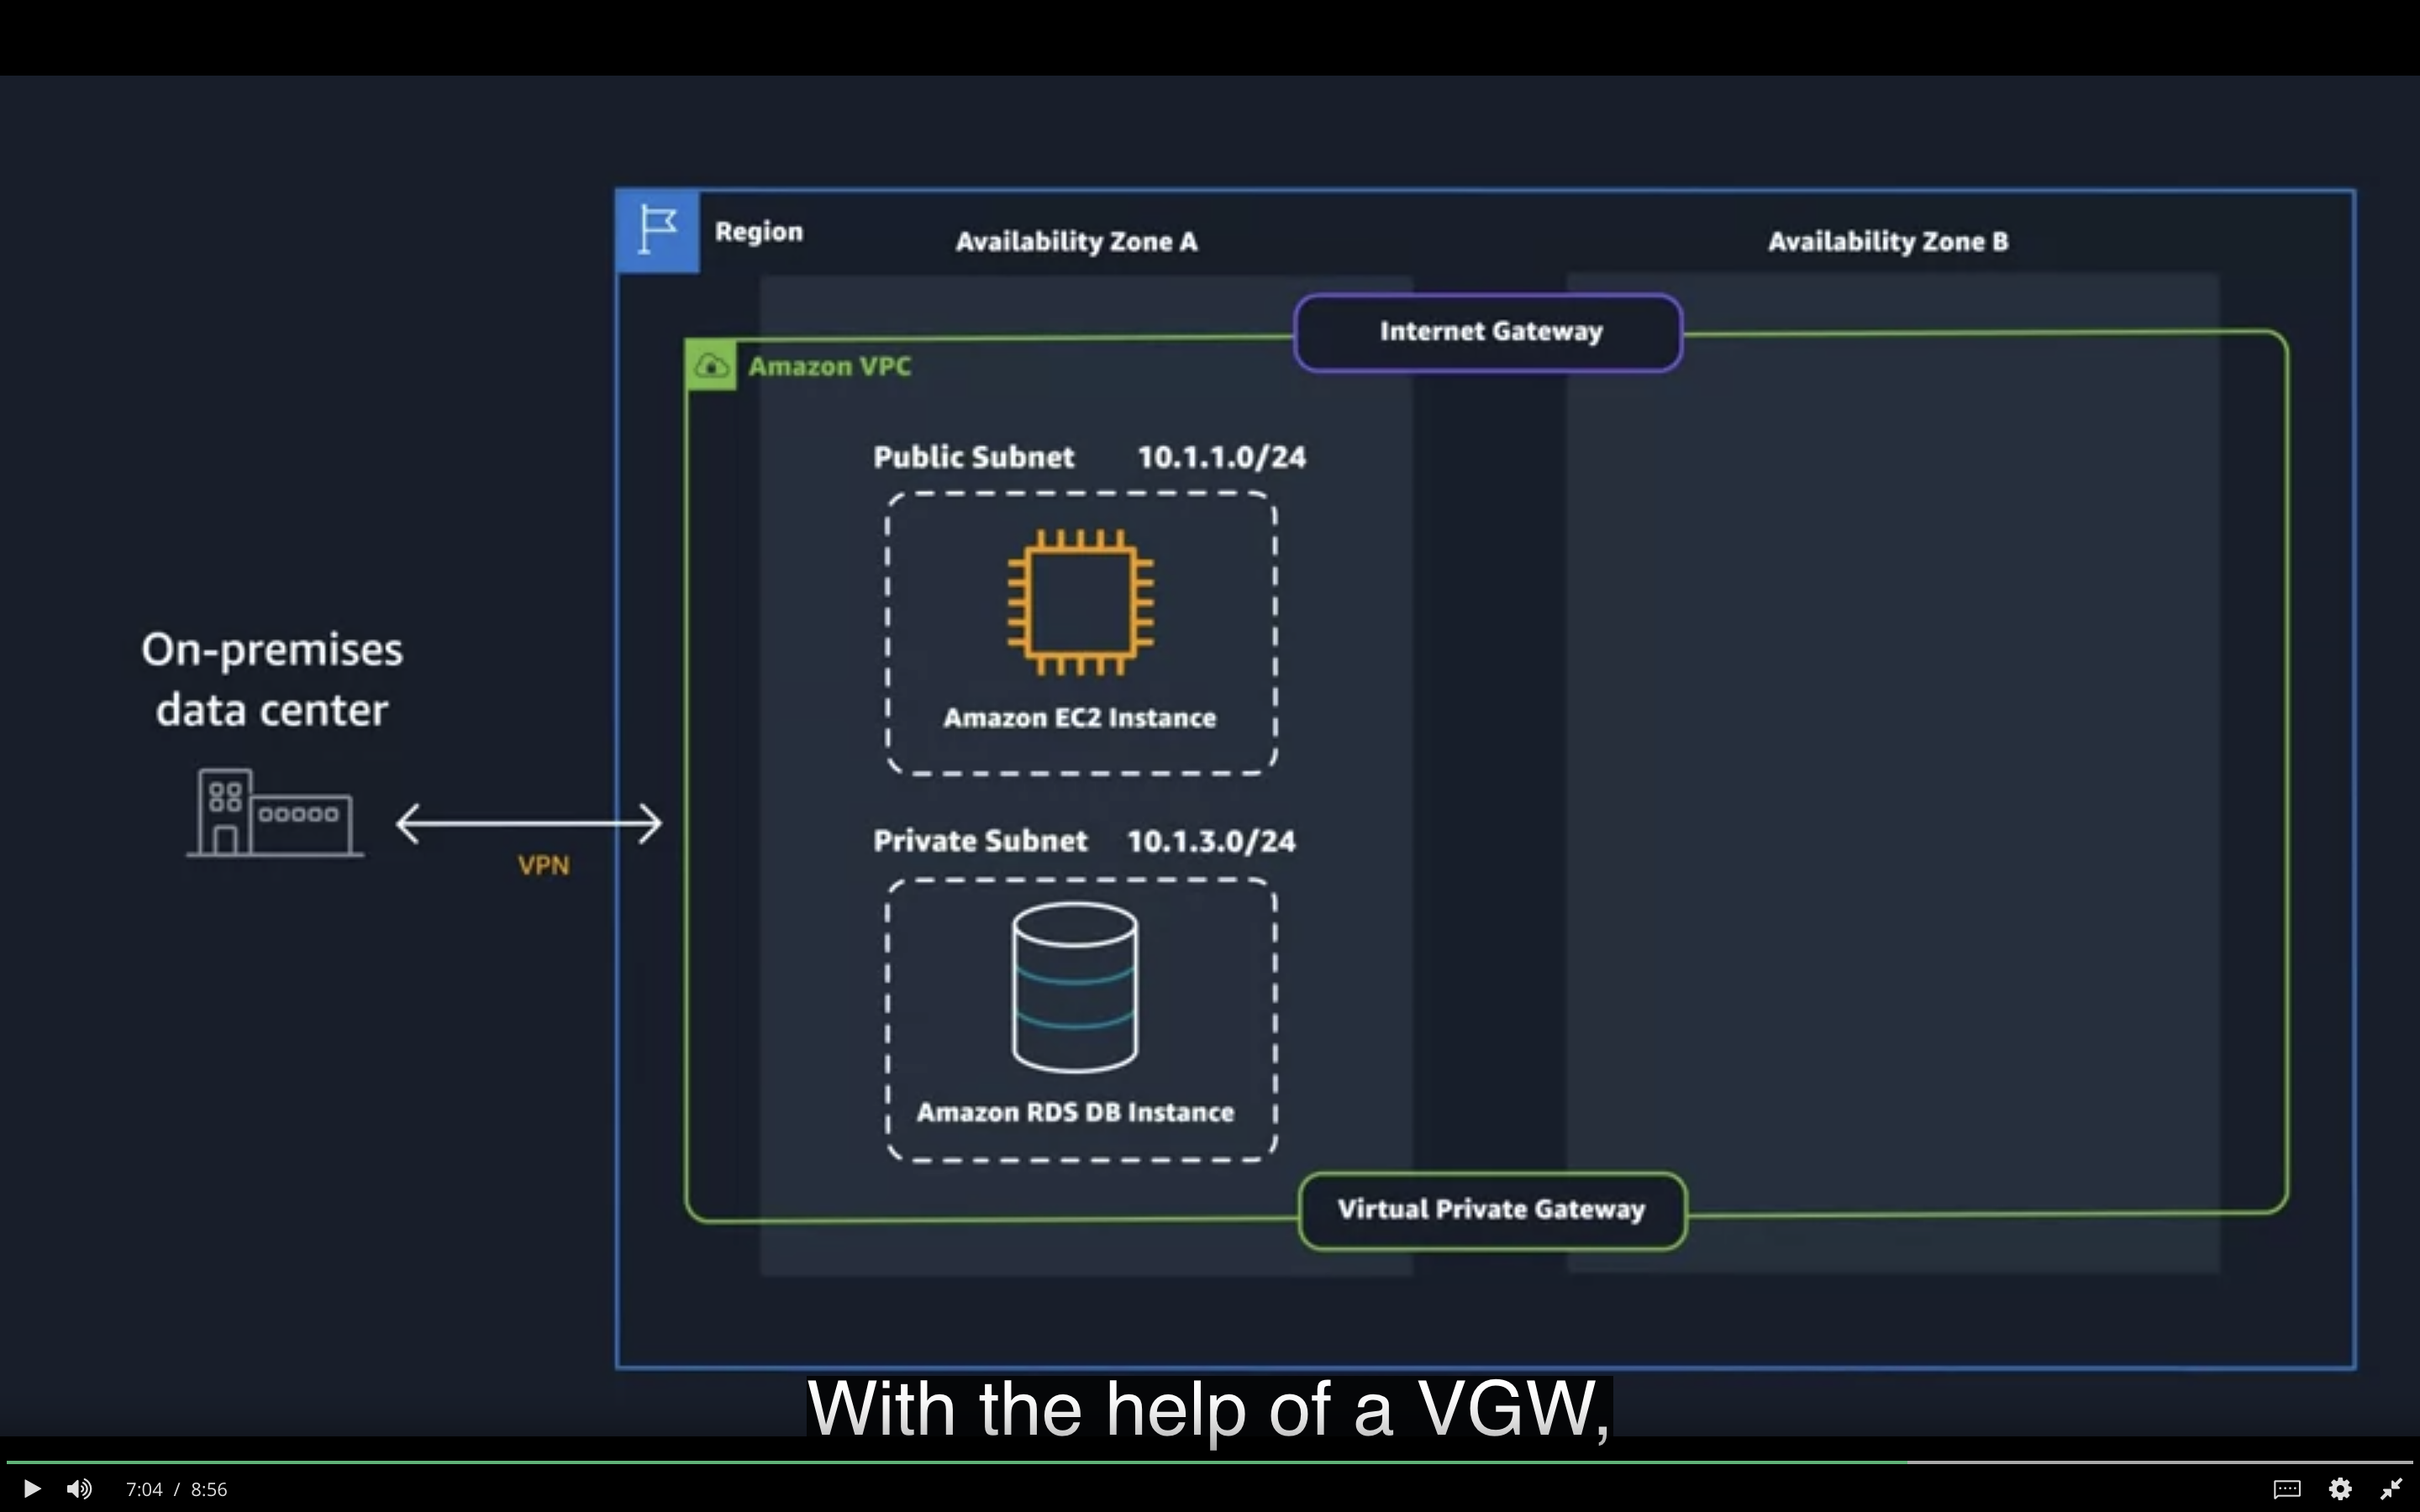 Region
Availability Zone A
Availability Zone B
Internet Gateway
Amazon VPC
Public Subnet 10.1.1.0/24
Amazon EC2 Instance
On-premises
data center
VPN
Private Subnet 10.1.3.0/24
Amazon RDS DB Instance
Virtual Private Gateway
With the help of a VGW,
7:04 / 8:56